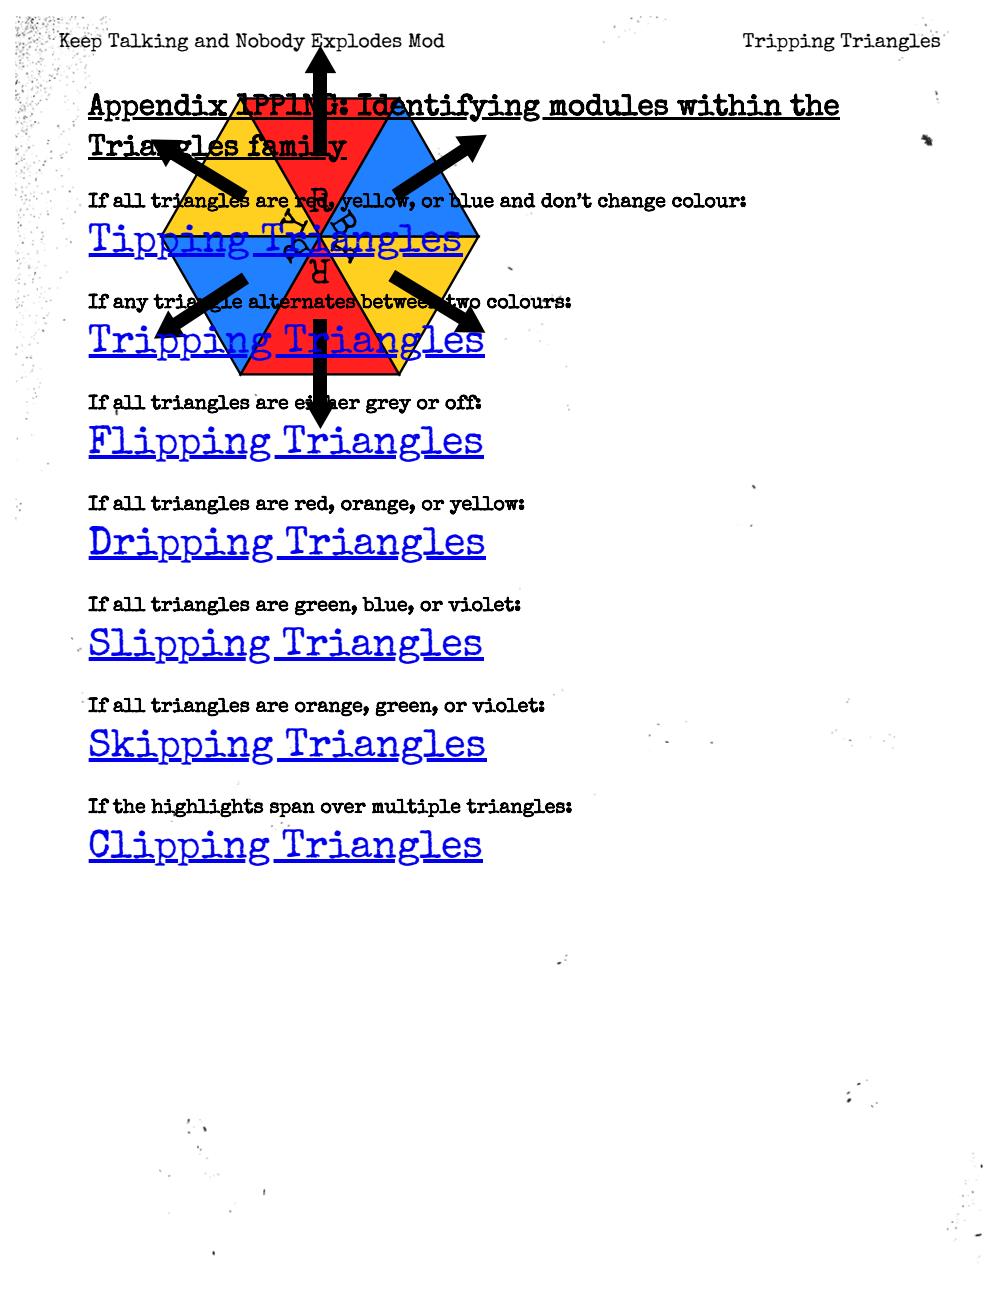 Keep Talking and Nobody Explodes Mod
Tripping Triangles
Appendix 1PP1NG: Identifying modules within the
Triangles family
If all triangles are red, yellow, or blue and don't change colour:
Tipping Triangles
If any triangle alternates between two colours:
Tripping Triangles
If all triangles are either grey or off:
Flipping Triangles
If all triangles are red, orange, or yellow:
Dripping Triangles
If all triangles are green, blue, or violet:
Slipping Triangles
If all triangles are orange, green, or violet:
Skipping Triangles
If the highlights span over multiple triangles:
Clipping Triangles
R
B
R